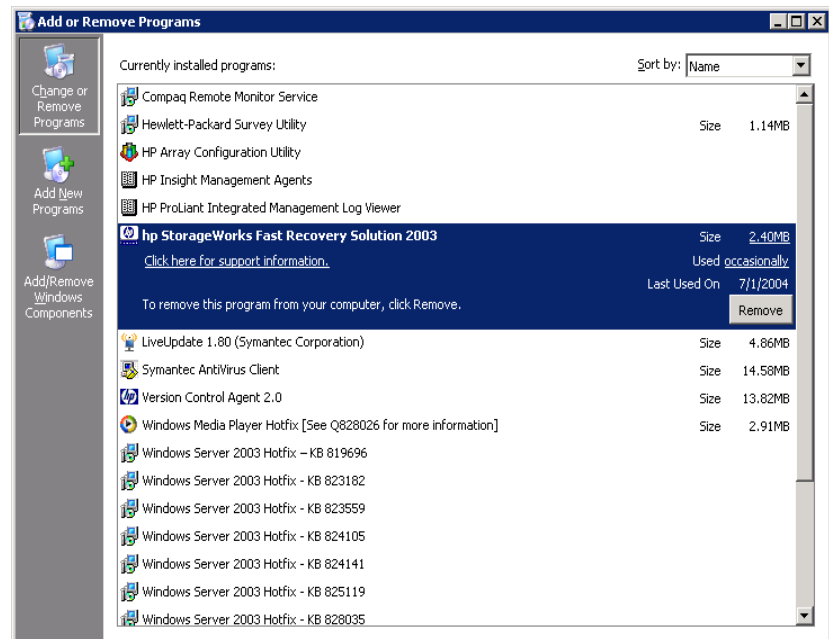 Add or Remove Programs
Change or
Remove
Programs
Add New
Programs
Add/Remove
Windows
Components
Currently installed programs:
Sort by: Name
Compaq Remote Monitor Service
Hewlett-Packard Survey Utility Size 1.14MB
HP Array Configuration Utility
HP Insight Management Agents
HP ProLiant Integrated Management Log Viewer
hp StorageWorks Fast Recovery Solution 2003 Size 2.40MB
Click here for support information. Used occasionally
Last Used On 7/1/2004
To remove this program from your computer, click Remove. Remove
LiveUpdate 1.80 (Symantec Corporation) Size 4.86MB
Symantec AntiVirus Client Size 14.58MB
Version Control Agent 2.0 Size 13.82MB
Windows Media Player Hotfix [See Q828026 for more information] Size 2.91MB
Windows Server 2003 Hotfix – KB 819696
Windows Server 2003 Hotfix - KB 823182
Windows Server 2003 Hotfix - KB 823559
Windows Server 2003 Hotfix - KB 824105
Windows Server 2003 Hotfix - KB 824141
Windows Server 2003 Hotfix - KB 825119
Windows Server 2003 Hotfix - KB 828035